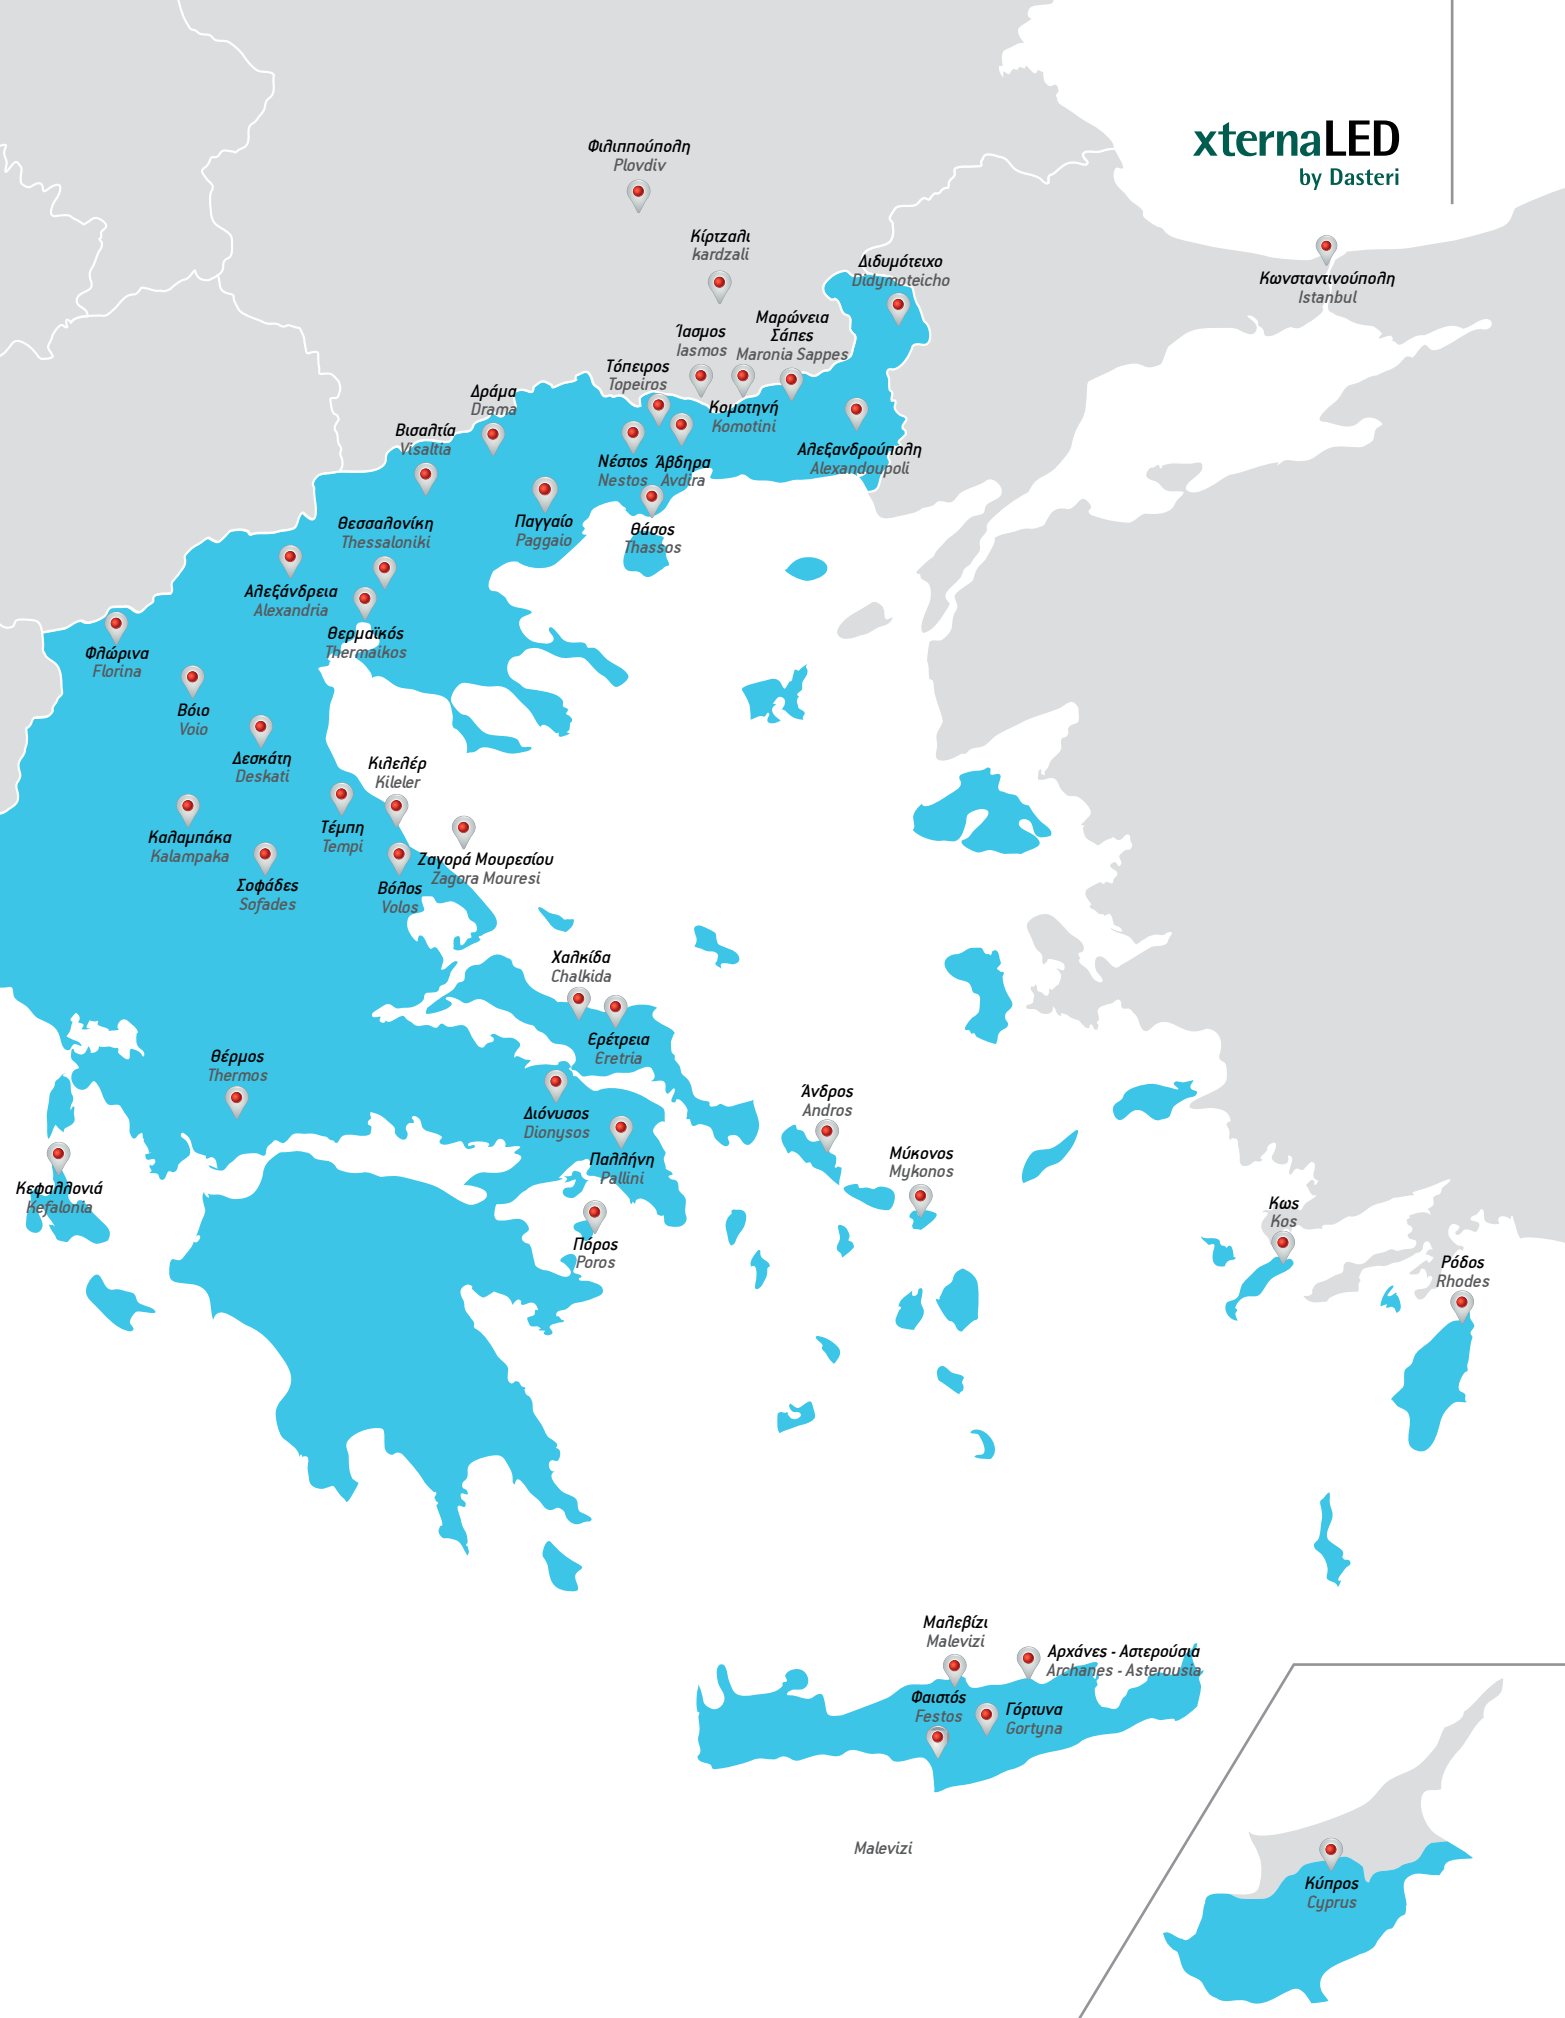 xternaLED
by Dasteri
Φιλιππούπολη
Plovdiv
Κίρτζαλι
kardzali
Διδυμότειχο
Didymoteicho
Κωνσταντινούπολη
Istanbul
Μαρώνεια
Σάπες
Maronia Sappes
Ίασμος
Iasmos
Τόπειρος
Topeiros
Δράμα
Drama
Κομοτηνή
Komotini
Βισαλτία
Visaltia
Αλεξανδρούπολη
Alexandoupoli
Νέστος
Nestos
Άβδηρα
Avdira
Θεσσαλονίκη
Thessaloniki
Παγγαίο
Paggaio
Θάσος
Thassos
Αλεξάνδρεια
Alexandria
Θερμαϊκός
Thermaikos
Φλώρινα
Florina
Βόιο
Voio
Δεσκάτη
Deskati
Κιλελέρ
Kileler
Τέμπη
Tempi
Καλαμπάκα
Kalampaka
Ζαγορά Μουρεσίου
Zagora Mouresi
Σοφάδες
Sofades
Βόλος
Volos
Χαλκίδα
Chalkida
Ερέτρεια
Eretria
Θέρμος
Thermos
Διόνυσος
Dionysos
Άνδρος
Andros
Παλλήνη
Pallini
Μύκονος
Mykonos
Κεφαλλονιά
Kefalonia
Κως
Kos
Πόρος
Poros
Ρόδος
Rhodes
Μαλεβίζι
Malevizi
Αρχάνες - Αστερούσια
Archanes - Asterousia
Φαιστός
Festos
Γόρτυνα
Gortyna
Malevizi
Κύπρος
Cyprus